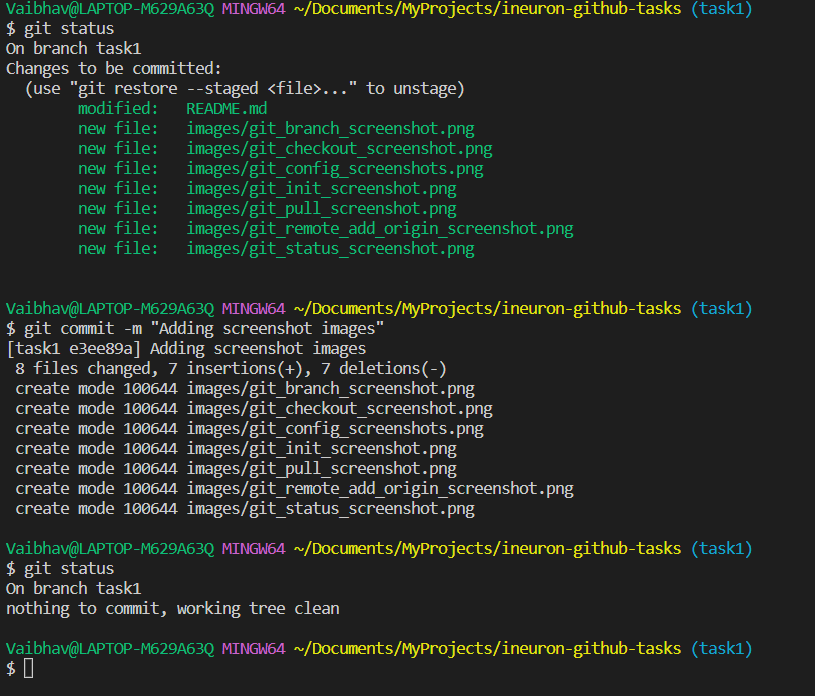 Vaibhav@LAPTOP-M629A63Q MINGW64 ~/Documents/MyProjects/ineuron-github-tasks (task1)
$ git status
On branch task1
Changes to be committed:
  (use "git restore --staged <file>..." to unstage)
        modified:   README.md
        new file:   images/git_branch_screenshot.png
        new file:   images/git_checkout_screenshot.png
        new file:   images/git_config_screenshots.png
        new file:   images/git_init_screenshot.png
        new file:   images/git_pull_screenshot.png
        new file:   images/git_remote_add_origin_screenshot.png
        new file:   images/git_status_screenshot.png

Vaibhav@LAPTOP-M629A63Q MINGW64 ~/Documents/MyProjects/ineuron-github-tasks (task1)
$ git commit -m "Adding screenshot images"
[task1 e3ee89a] Adding screenshot images
 8 files changed, 7 insertions(+), 7 deletions(-)
 create mode 100644 images/git_branch_screenshot.png
 create mode 100644 images/git_checkout_screenshot.png
 create mode 100644 images/git_config_screenshots.png
 create mode 100644 images/git_init_screenshot.png
 create mode 100644 images/git_pull_screenshot.png
 create mode 100644 images/git_remote_add_origin_screenshot.png
 create mode 100644 images/git_status_screenshot.png

Vaibhav@LAPTOP-M629A63Q MINGW64 ~/Documents/MyProjects/ineuron-github-tasks (task1)
$ git status
On branch task1
nothing to commit, working tree clean

Vaibhav@LAPTOP-M629A63Q MINGW64 ~/Documents/MyProjects/ineuron-github-tasks (task1)
$